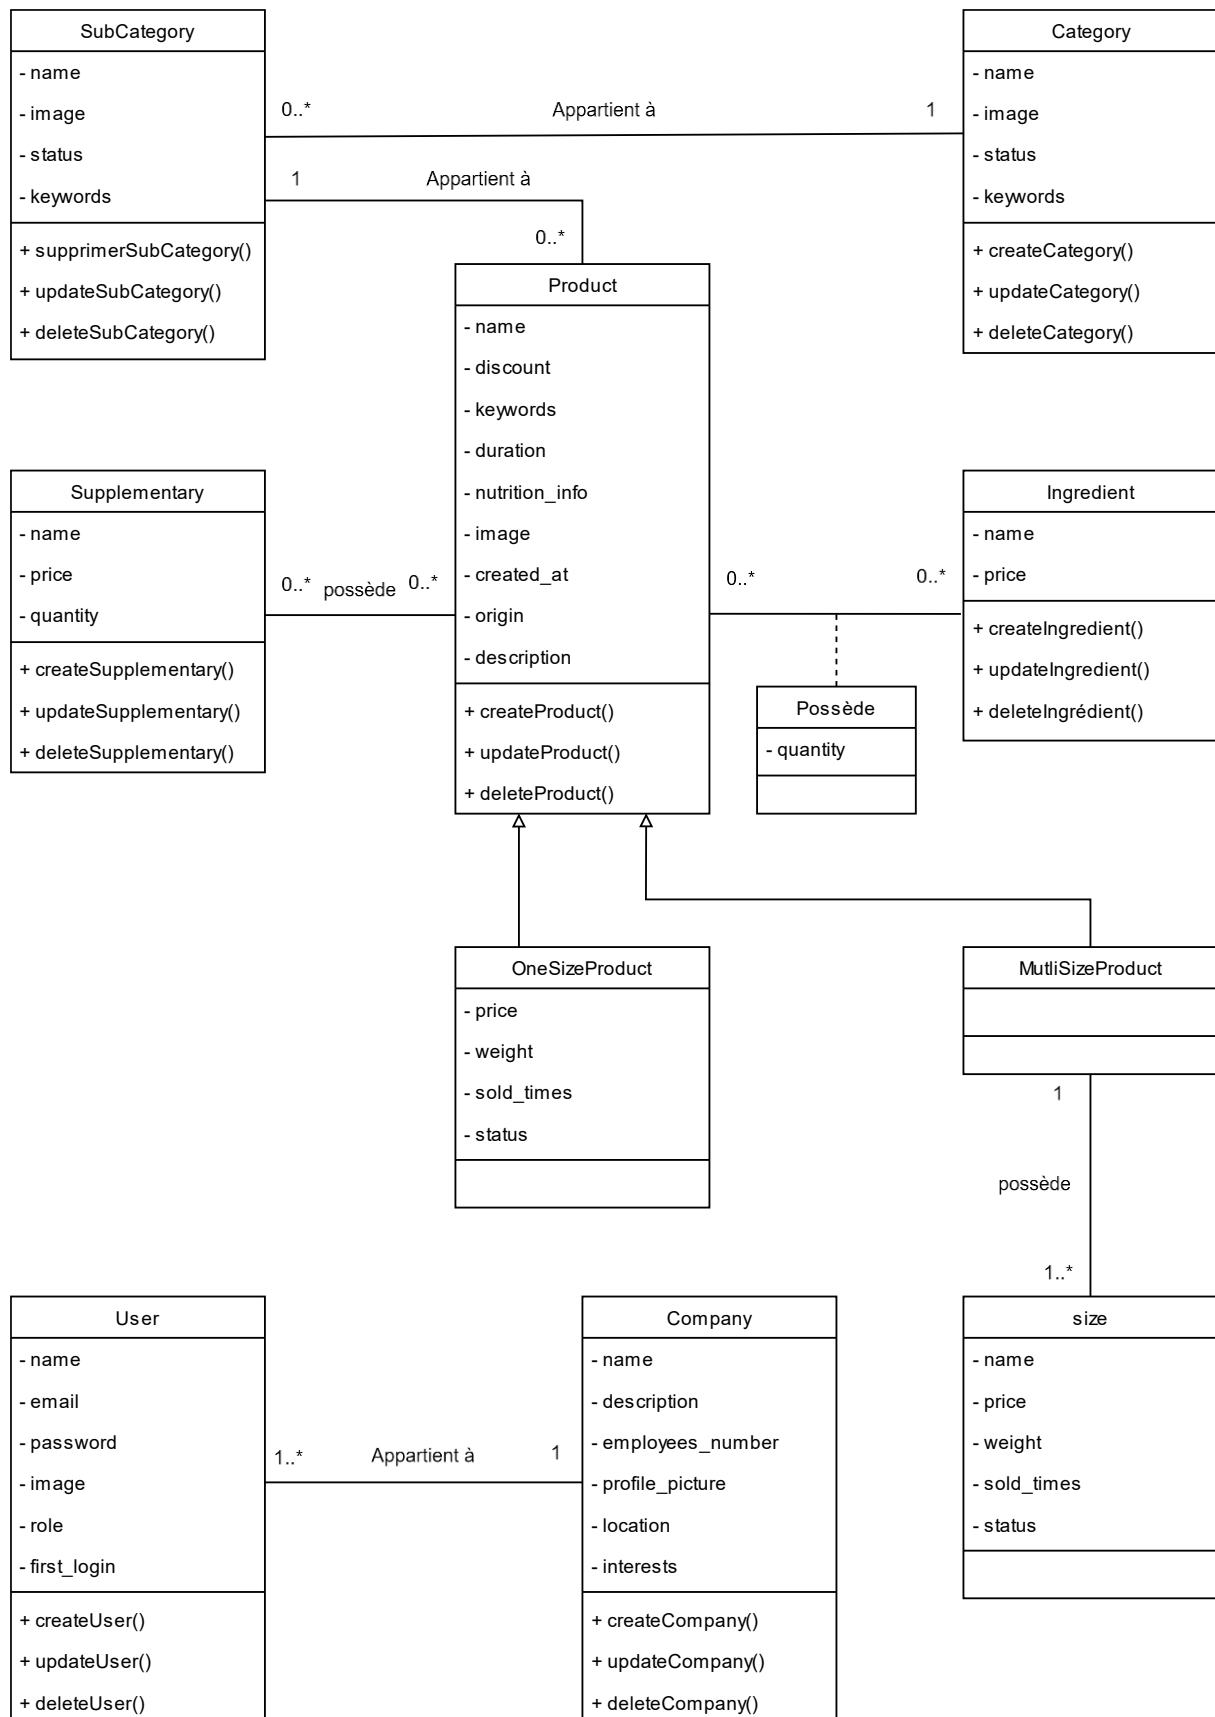 SubCategory
- name
- image
- status
- keywords
+ supprimerSubCategory()
+ updateSubCategory()
+ deleteSubCategory()
0..*
Appartient à
1
Category
- name
- image
- status
- keywords
+ createCategory()
+ updateCategory()
+ deleteCategory()
1
Appartient à
0..*
Product
- name
- discount
- keywords
- duration
- nutrition_info
- image
- created_at
- origin
- description
+ createProduct()
+ updateProduct()
+ deleteProduct()
Supplementary
- name
- price
- quantity
+ createSupplementary()
+ updateSupplementary()
+ deleteSupplementary()
0..*
possède
0..*
0..*
0..*
Ingredient
- name
- price
+ createIngredient()
+ updateIngredient()
+ deleteIngrédient()
Possède
- quantity
OneSizeProduct
- price
- weight
- sold_times
- status
MutliSizeProduct
1
possède
1..*
User
- name
- email
- password
- image
- role
- first_login
+ createUser()
+ updateUser()
+ deleteUser()
1..*
Appartient à
1
Company
- name
- description
- employees_number
- profile_picture
- location
- interests
+ createCompany()
+ updateCompany()
+ deleteCompany()
size
- name
- price
- weight
- sold_times
- status